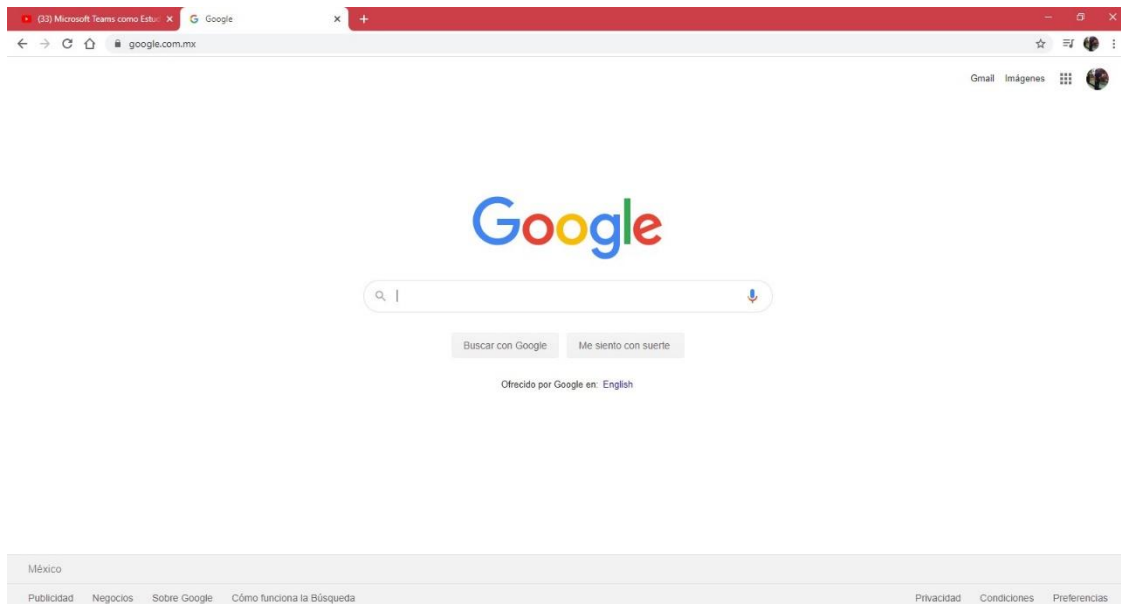 (33) Microsoft Teams como Estud
Google
google.com.mx
Gmail Imágenes
Google
Buscar con Google Me siento con suerte
Ofrecido por Google en: English
México
Publicidad Negocios Sobre Google Cómo funciona la Búsqueda Privacidad Condiciones Preferencias